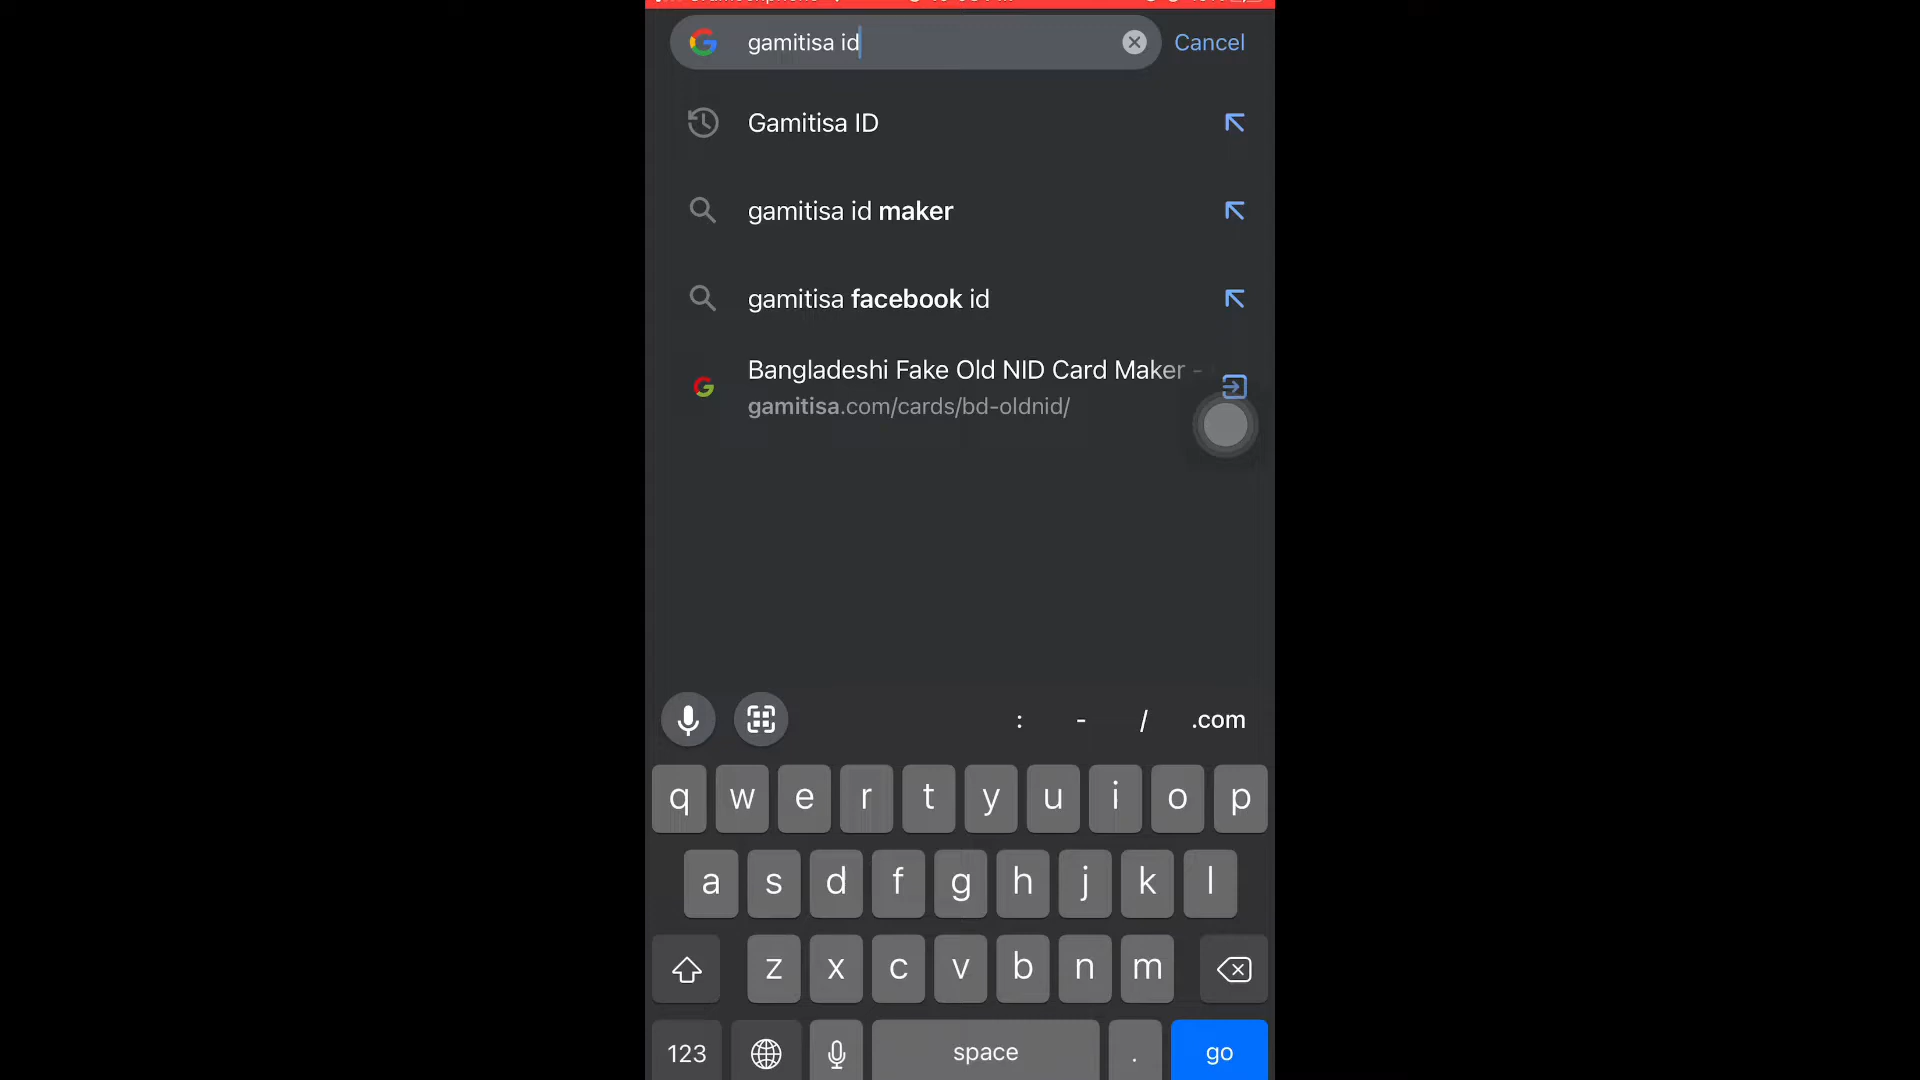 gamitisa id
Cancel
Gamitisa ID
gamitisa id maker
gamitisa facebook id
Bangladeshi Fake Old NID Card Maker -
gamitisa.com/cards/bd-oldnid/
: - / .com
q w e r t y u i o p
a s d f g h j k l
z x c v b n m
123 space . go